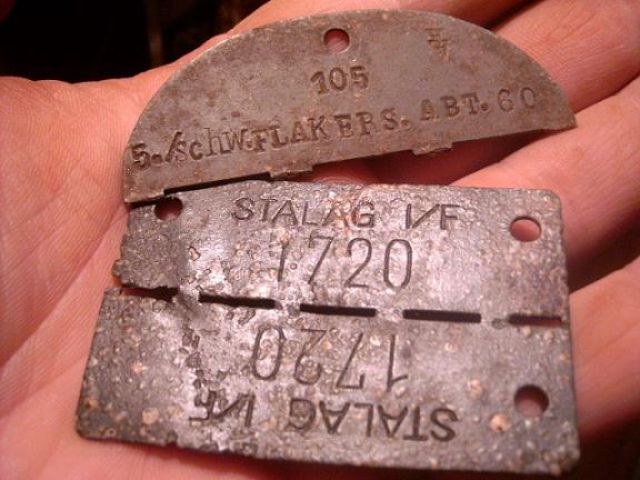 105
5./schW.FLAKERS. ABT. 60
STALAG I/F
1720
1720
STALAG I/F